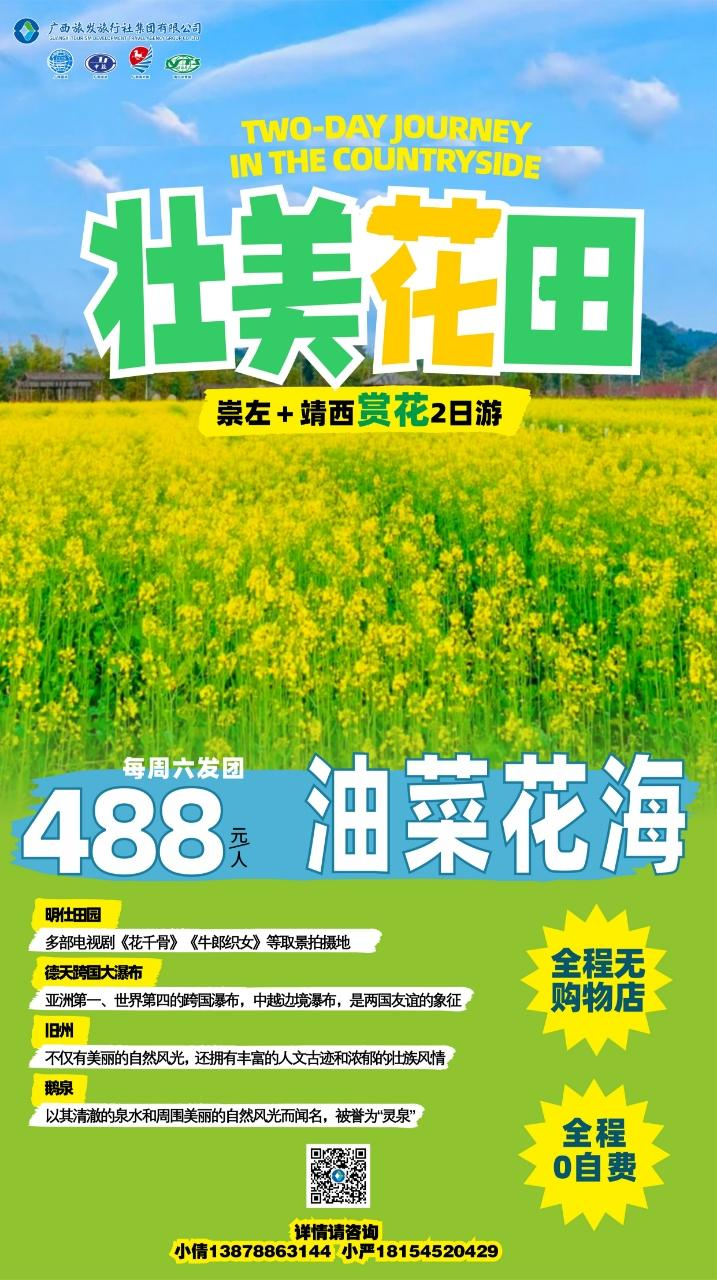 广西旅发旅行社集团有限公司
TWO-DAY JOURNEY
IN THE COUNTRYSIDE
壮美花田
崇左+靖西赏花2日游
每周六发团
488元/人
油菜花海
明仕田园
多部电视剧《花千骨》《牛郎织女》等取景拍摄地
德天跨国大瀑布
亚洲第一、世界第四的跨国瀑布，中越边境瀑布，是两国友谊的象征
旧州
不仅有美丽的自然风光，还拥有丰富的人文古迹和浓郁的壮族风情
鹅泉
以其清澈的泉水和周围美丽的自然风光而闻名，被誉为“灵泉”
全程无
购物店
全程
0自费
详情请咨询
小倩13878863144 小严18154520429